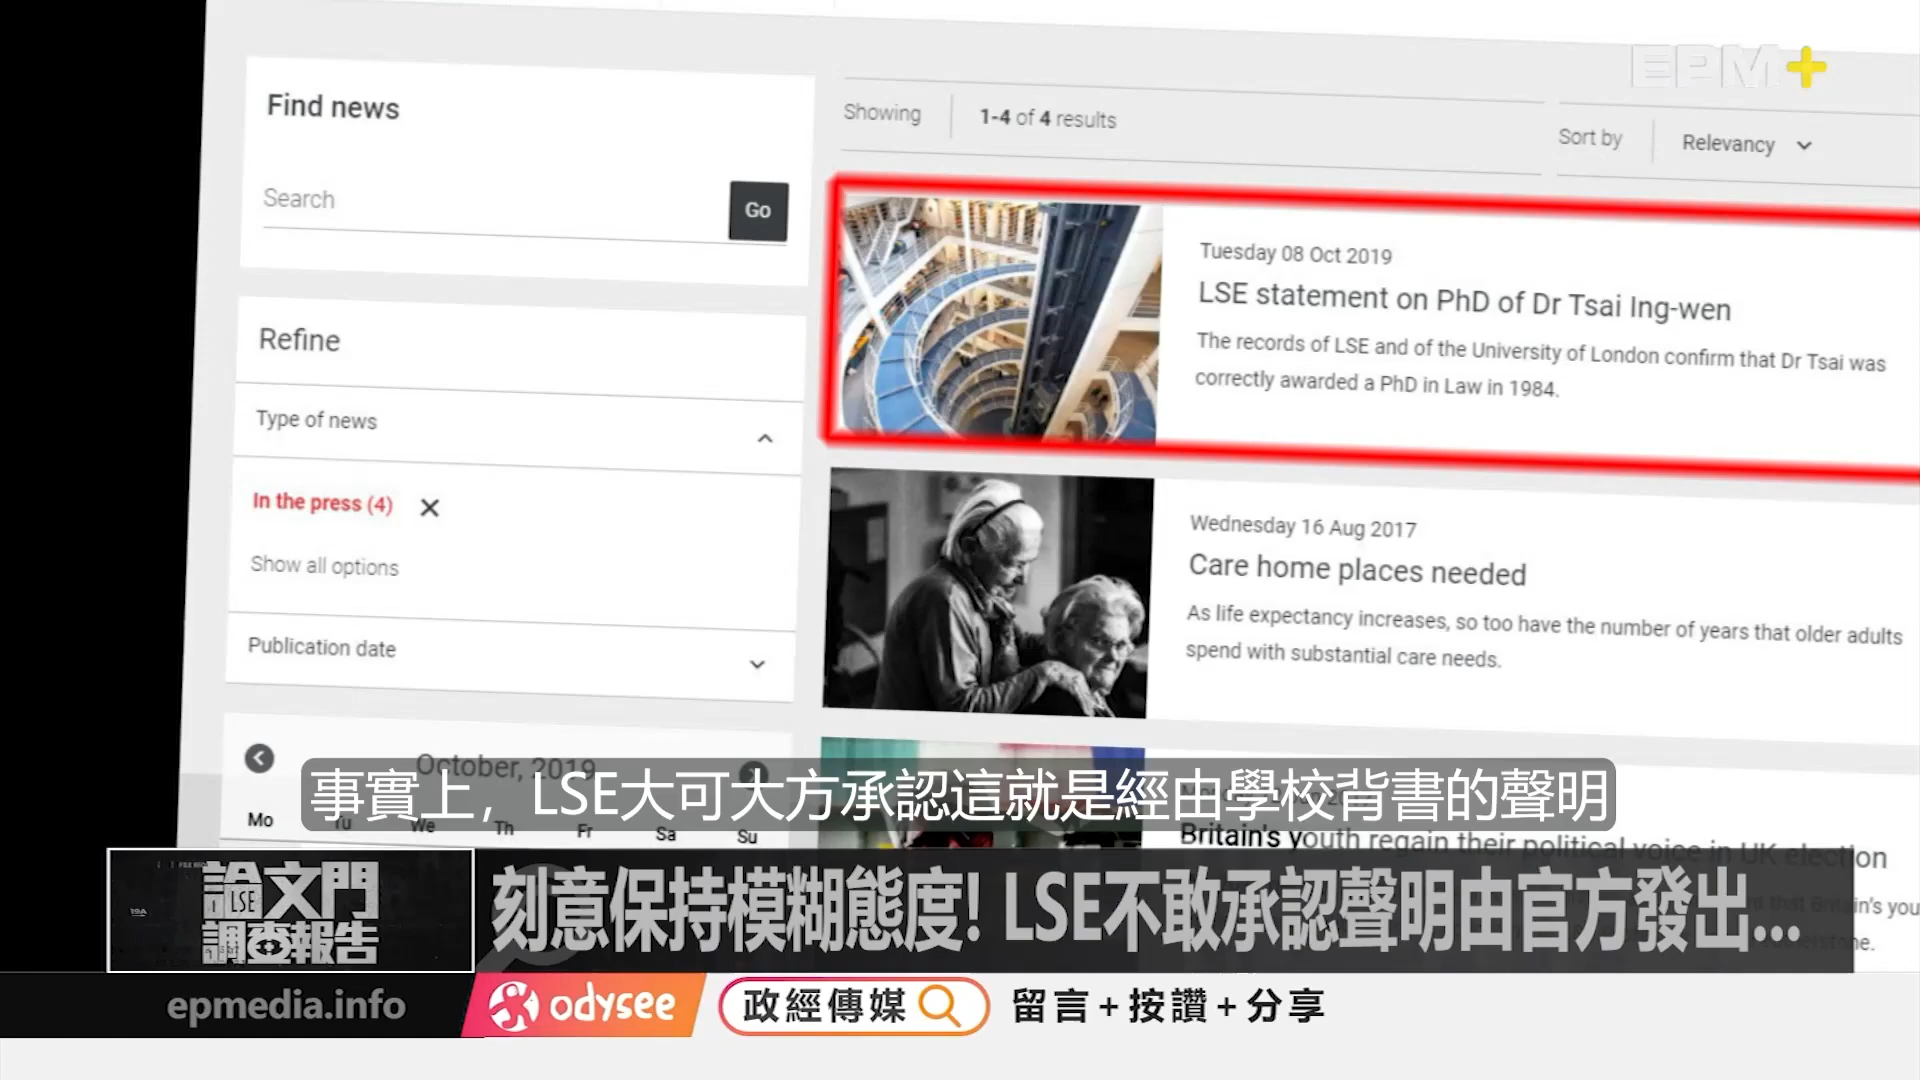 EPM+
Find news
Search
Go
Refine
Type of news
In the press (4)
Show all options
Publication date
October, 2019
Mo Tu We Th Fr Sa Su
Showing
1-4 of 4 results
Sort by
Relevancy
Tuesday 08 Oct 2019
LSE statement on PhD of Dr Tsai Ing-wen
The records of LSE and of the University of London confirm that Dr Tsai was
correctly awarded a PhD in Law in 1984.
Wednesday 16 Aug 2017
Care home places needed
As life expectancy increases, so too have the number of years that older adults
spend with substantial care needs.
Britain's youth regain their political voice in UK election
事實上，LSE大可大方承認這就是經由學校背書的聲明
論文門
LSE
調查報告
刻意保持模糊態度! LSE不敢承認聲明由官方發出...
epmedia.info
odysee
政經傳媒
留言+按讚+分享